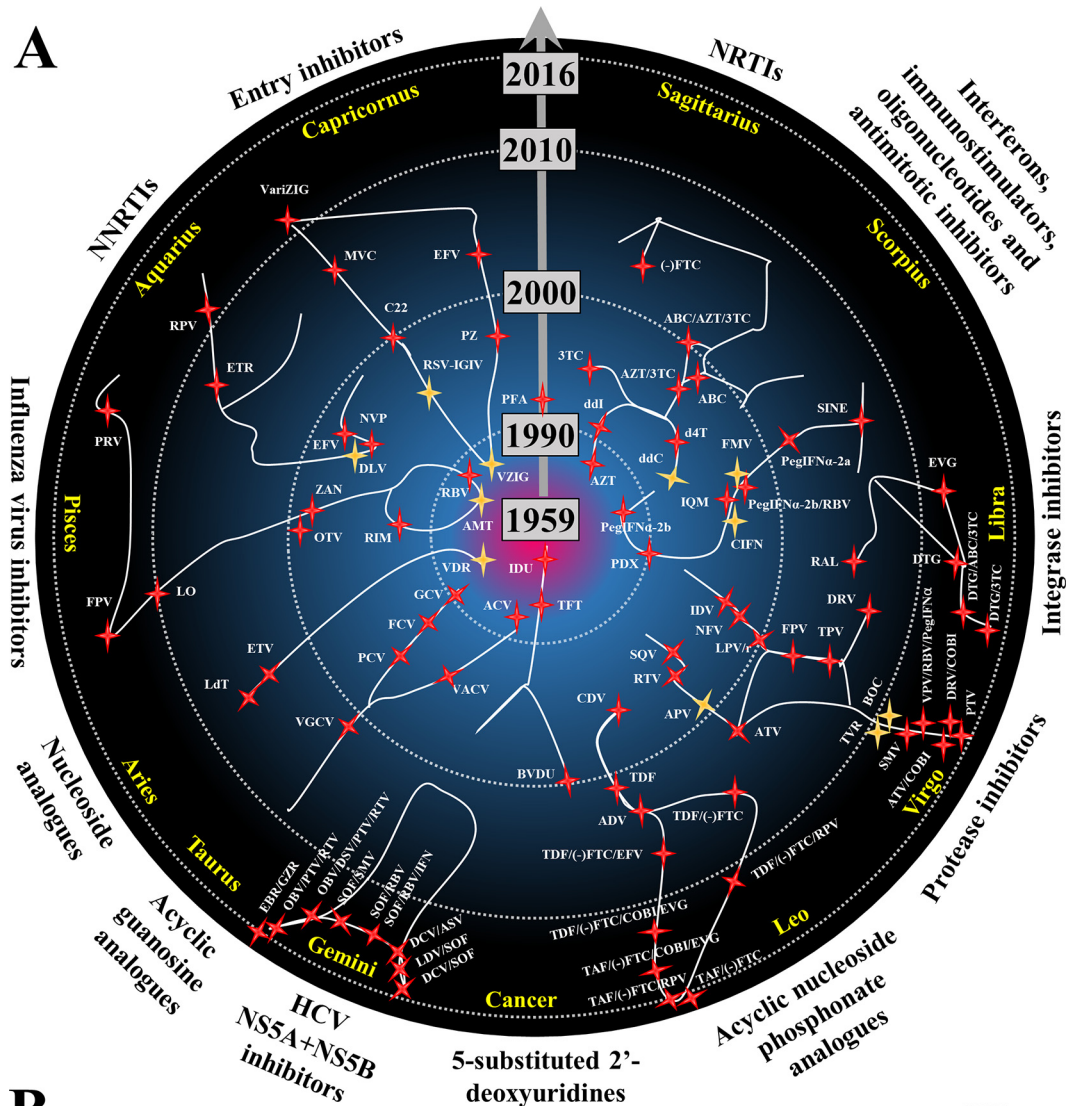 A
Entry inhibitors
NRTIs
Interferons,
immunostimulators,
oligonucleotides and
antimitotic inhibitors
2016
Capricornus
Sagittarius
2010
NNRTIs
Aquarius
Scorpius
VariZIG
MVC
EFV
(-)FTC
2000
RPV
C22
ABC/AZT/3TC
PZ
3TC
ETR
RSV-IGIV
AZT/3TC
ABC
PFA
ddI
SINE
NVP
EFV
DLV
1990
d4T
PRV
ddC
FMV
PegIFNα-2a
VZIG
AZT
EVG
Influenza virus inhibitors
Pisces
ZAN
RBV
IQM
PegIFNα-2b/RBV
Libra
Integrase inhibitors
OTV
RIM
AMT
1959
PegIFNα-2b
CIFN
VDR
IDU
PDX
RAL
DTG
DTG/ABC/3TC
DTG/3TC
FPV
LO
GCV
ACV
TFT
IDV
DRV
FCV
NFV
LPV/r
FPV
TPV
ETV
PCV
SQV
LdT
VACV
RTV
CDV
APV
BOC
VPV/RBV/PegIFNα
DRV/COBI
PTV
VGCV
ATV
TVR
SMV
ATV/COBI
Virgo
Protease inhibitors
Nucleoside
analogues
Aries
BVDU
TDF
ADV
TDF/(-)FTC
Taurus
TDF/(-)FTC/EFV
TDF/(-)FTC/RPV
EBR/GZR
OBV/PTV/RTV
OBV/DSV/PTV/RTV
SOF/SMV
SOF/RBV
SOF/RBV/IFN
DCV/ASV
LDV/SOF
DCV/SOF
TDF/(-)FTC/COBI/EVG
TAF/(-)FTC/COBI/EVG
TAF/(-)FTC/RPV
TAF/(-)FTC
Leo
Acyclic
guanosine
analogues
Gemini
Cancer
HCV
NS5A+NS5B
inhibitors
5-substituted 2’-
deoxyuridines
Acyclic nucleoside
phosphonate
analogues
B